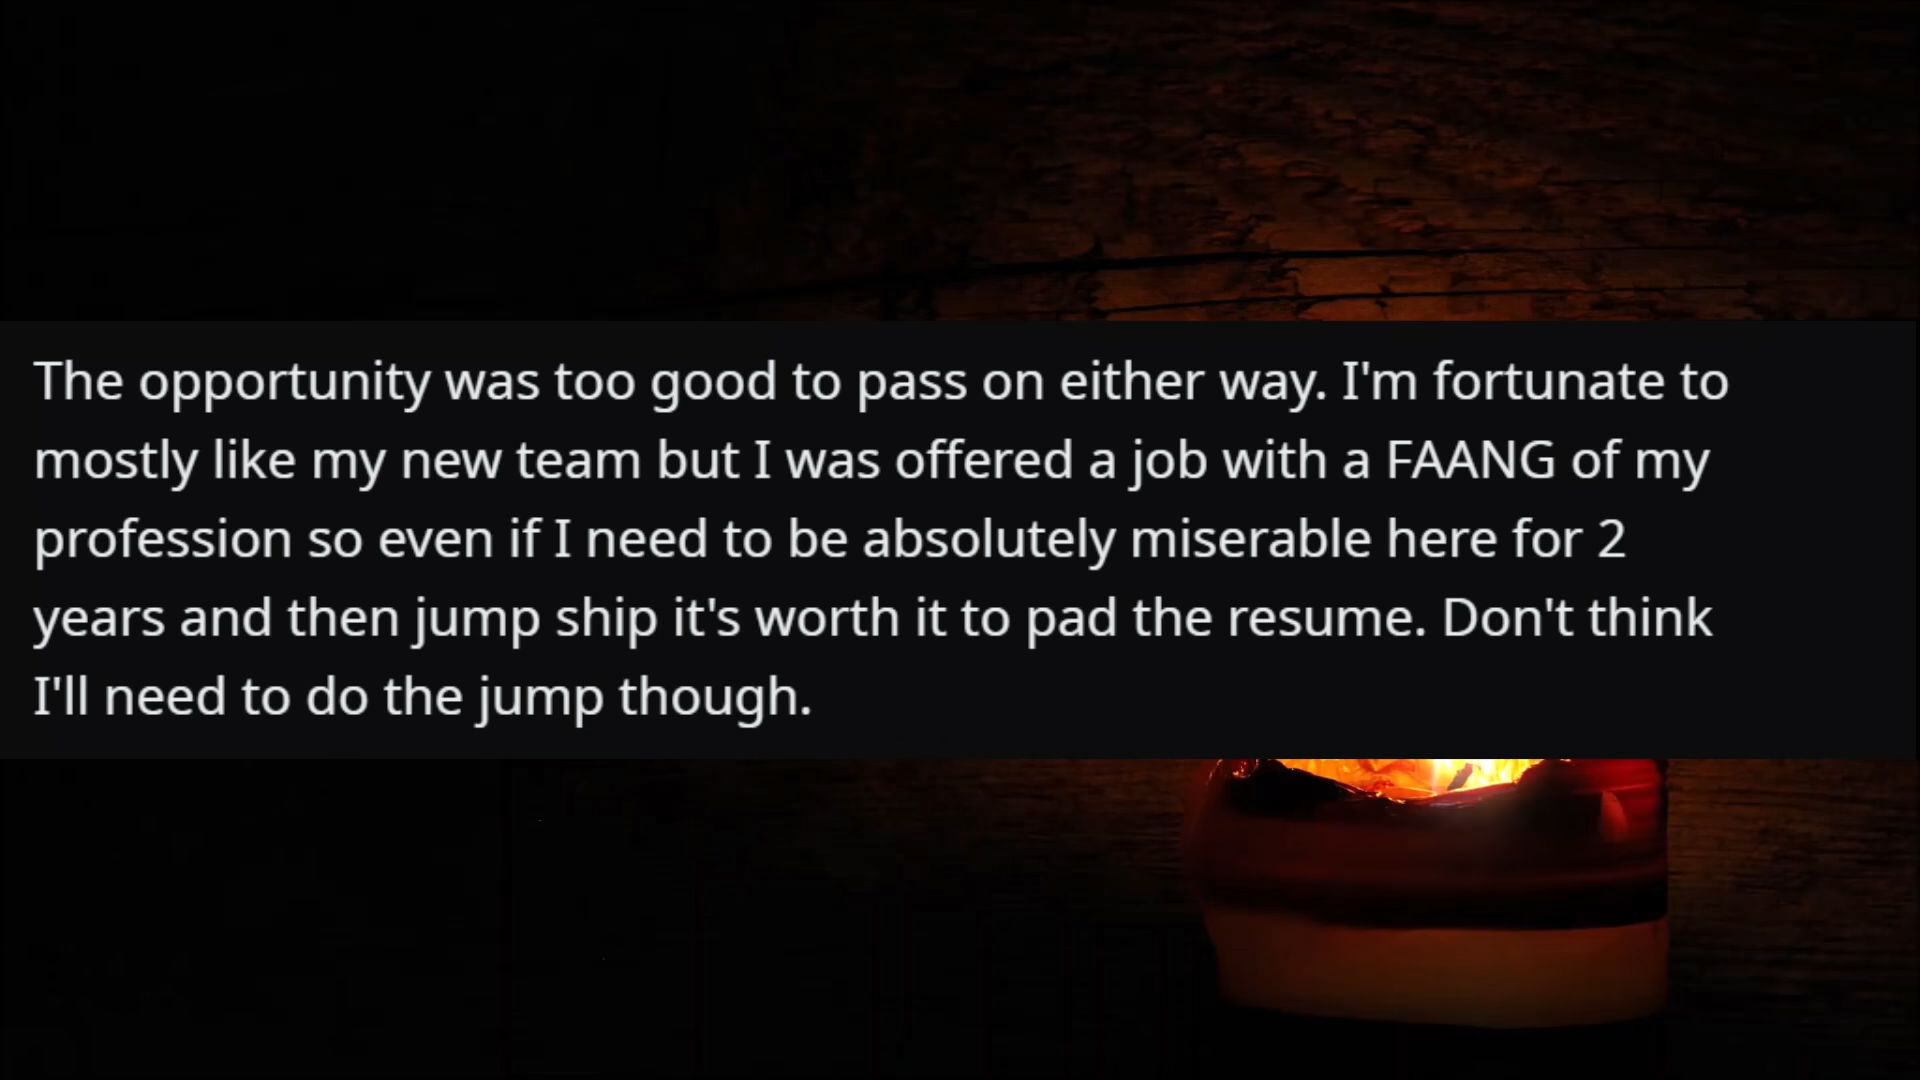 The opportunity was too good to pass on either way. I'm fortunate to
mostly like my new team but I was offered a job with a FAANG of my
profession so even if I need to be absolutely miserable here for 2
years and then jump ship it's worth it to pad the resume. Don't think
I'll need to do the jump though.